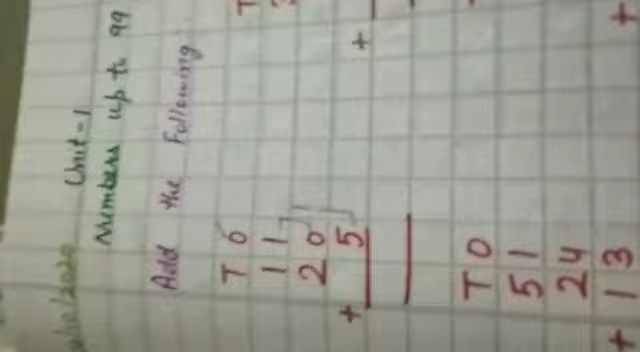 Unit-1
Numbers up to 99
Add the Following:
T O
1 1
2 0
+ 5
T O
5 1
2 4
+ 1 3